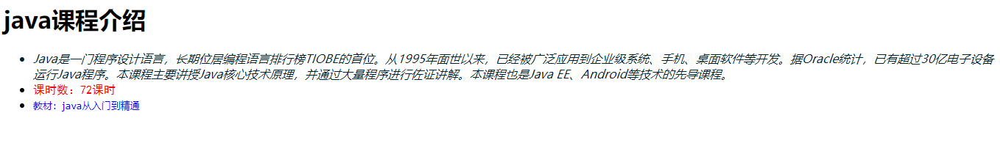 java课程介绍
Java是一门程序设计语言，长期位居编程语言排行榜TIOBE的首位。从1995年面世以来，已经被广泛应用到企业级系统、手机、桌面软件等开发。据Oracle统计，已有超过30亿电子设备
运行Java程序。本课程主要讲授Java核心技术原理，并通过大量程序进行佐证讲解。本课程也是Java EE、Android等技术的先导课程。
课时数：72课时
教材：java从入门到精通